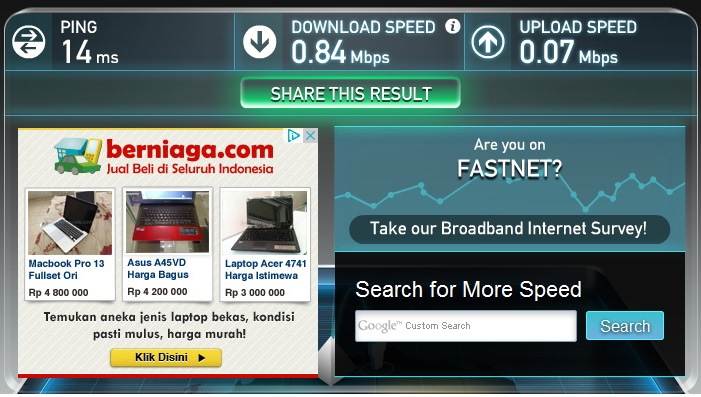 PING
14 ms
DOWNLOAD SPEED
0.84 Mbps
UPLOAD SPEED
0.07 Mbps
SHARE THIS RESULT
berniaga.com
Jual Beli di Seluruh Indonesia
Macbook Pro 13
Fullset Ori
Rp 4 800 000
Asus A45VD
Harga Bagus
Rp 4 200 000
Laptop Acer 4741
Harga Istimewa
Rp 3 000 000
Temukan aneka jenis laptop bekas, kondisi
pasti mulus, harga murah!
Klik Disini
Are you on
FASTNET?
Take our Broadband Internet Survey!
Search for More Speed
Google™ Custom Search
Search